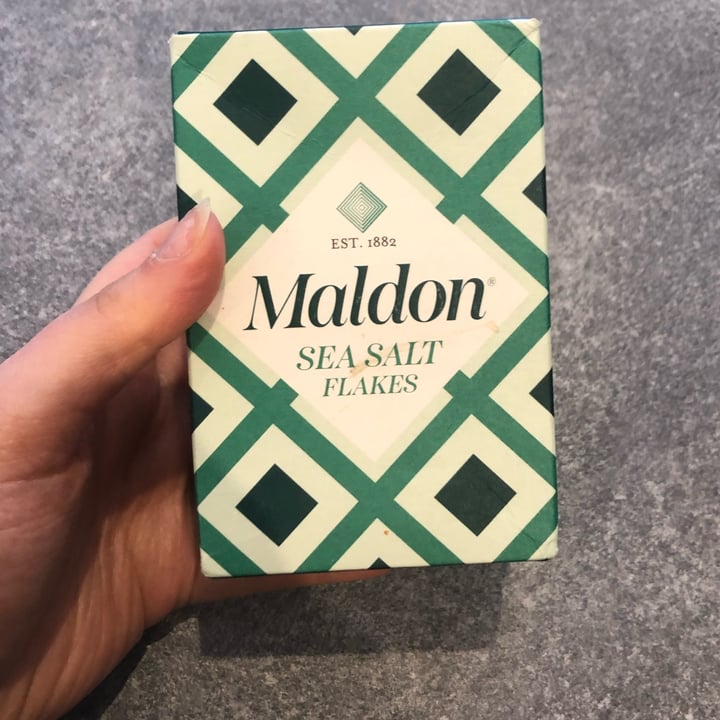 EST. 1882
Maldon®
SEA SALT
FLAKES